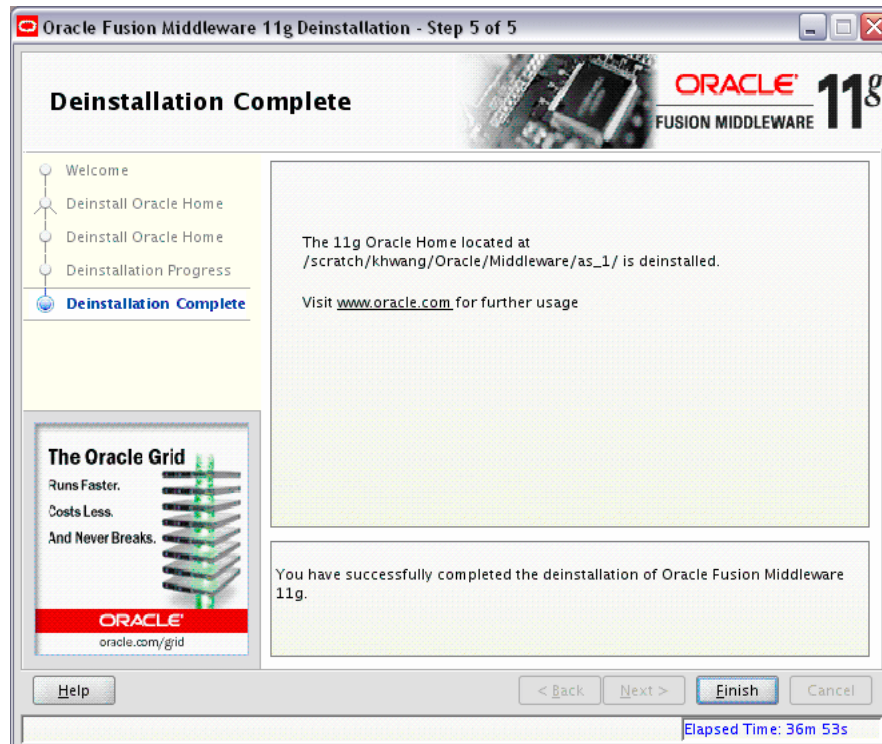 Oracle Fusion Middleware 11g Deinstallation - Step 5 of 5
Deinstallation Complete
ORACLE®
FUSION MIDDLEWARE
11g
Welcome
Deinstall Oracle Home
Deinstall Oracle Home
Deinstallation Progress
Deinstallation Complete
The 11g Oracle Home located at
/scratch/khwang/Oracle/Middleware/as_1/ is deinstalled.
Visit www.oracle.com for further usage
The Oracle Grid
Runs Faster.
Costs Less.
And Never Breaks.
ORACLE®
oracle.com/grid
You have successfully completed the deinstallation of Oracle Fusion Middleware
11g.
Help
< Back
Next >
Finish
Cancel
Elapsed Time: 36m 53s